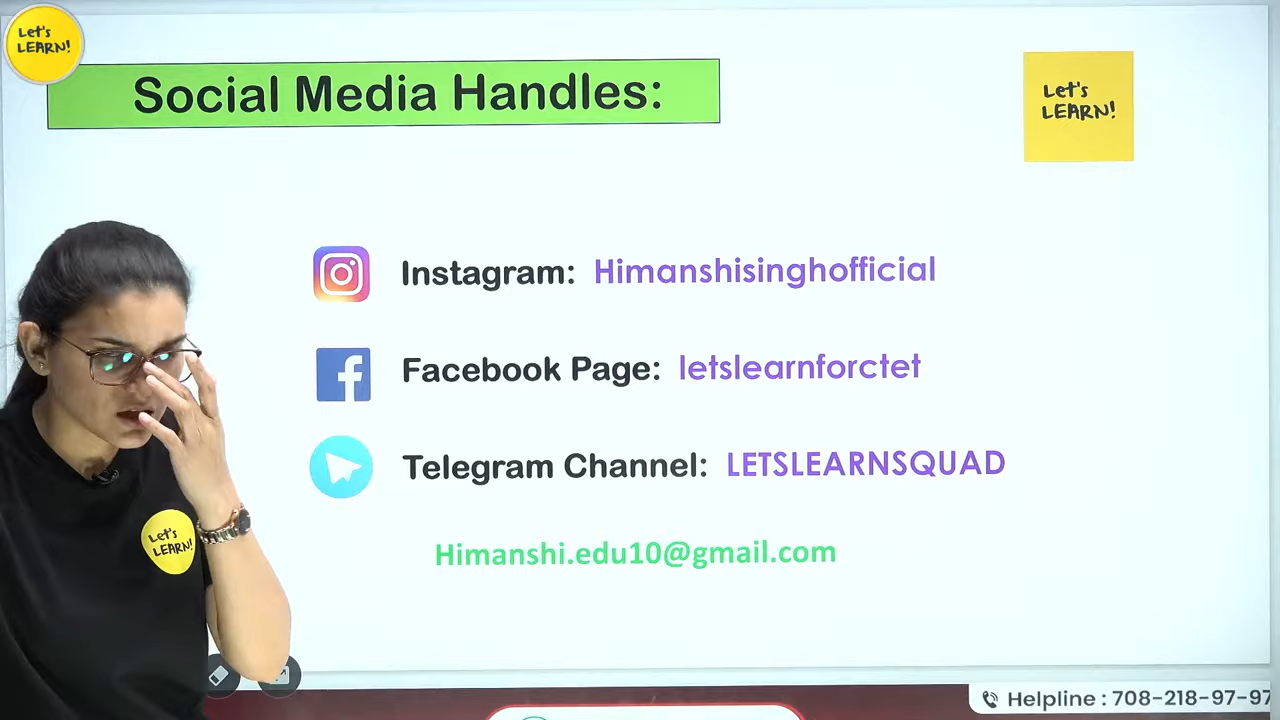 Let's
LEARN!
Social Media Handles:
Let's
LEARN!
Instagram: Himanshisinghofficial
Facebook Page: letslearnforctet
Telegram Channel: LETSLEARNSQUAD
Let's
LEARN!
Himanshi.edu10@gmail.com
Helpline : 708-218-97-97